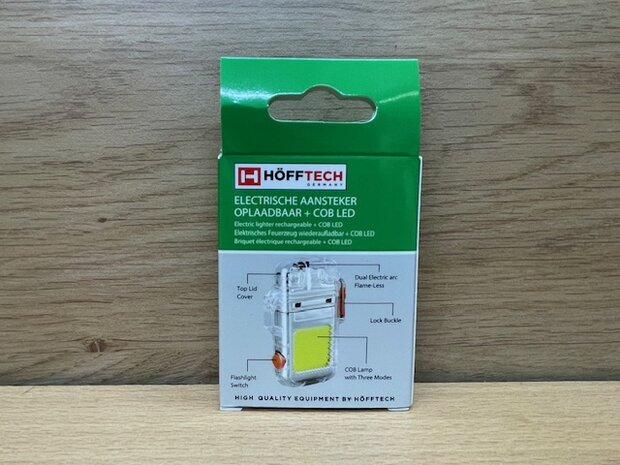 HÖFFTECH
GERMANY
ELECTRISCHE AANSTEKER
OPLAADBAAR + COB LED
Electric lighter rechargeable + COB LED
Elektrisches Feuerzeug wiederaufladbar + COB LED
Briquet électrique rechargeable + COB LED
Top Lid
Cover
Dual Electric arc
Flame-Less
Lock Buckle
Flashlight
Switch
COB Lamp
with Three Modes
HIGH QUALITY EQUIPMENT BY HÖFFTECH